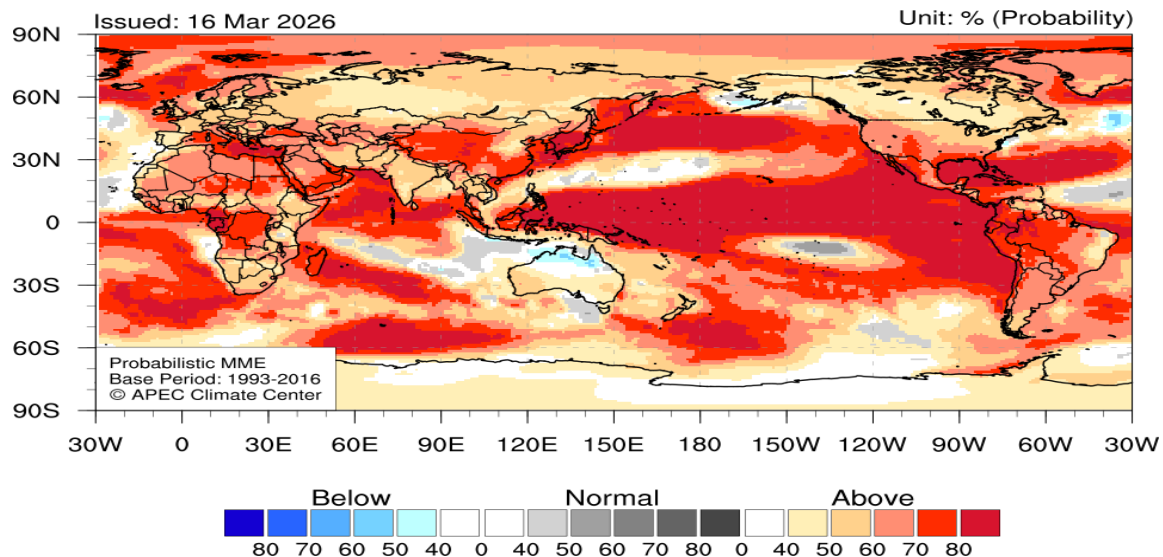 Issued: 16 Mar 2026 Unit: % (Probability)
90N
60N
30N
0
30S
60S
90S
Probabilistic MME
Base Period: 1993-2016
© APEC Climate Center
30W 0 30E 60E 90E 120E 150E 180 150W 120W 90W 60W 30W
Below Normal Above
80 70 60 50 40 0 40 50 60 70 80 0 40 50 60 70 80